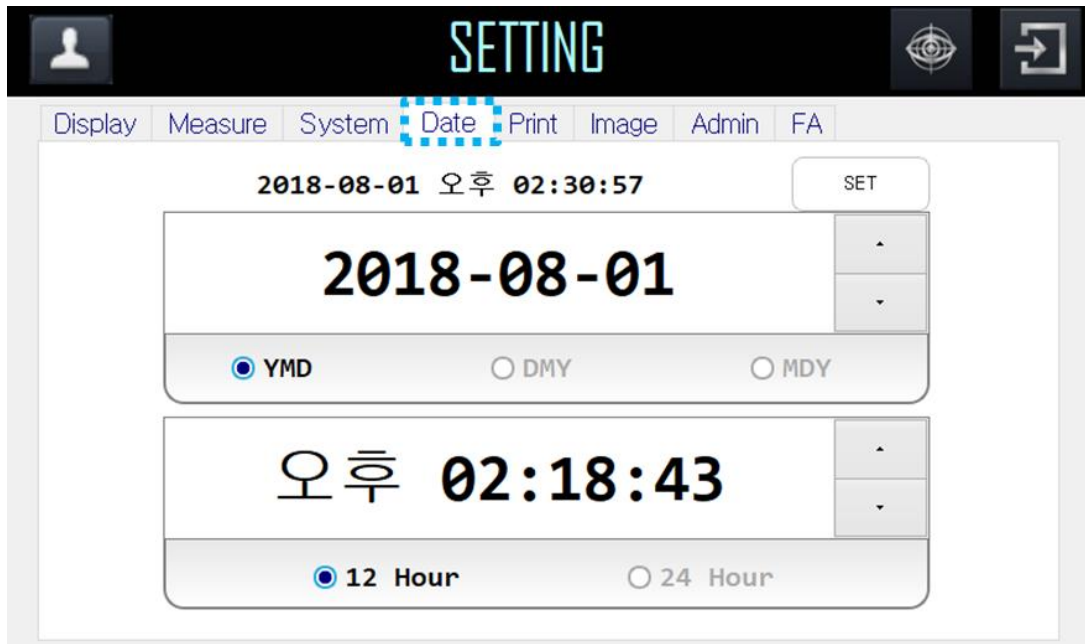 SETTING
Display Measure System Date Print Image Admin FA
2018-08-01 오후 02:30:57 SET
2018-08-01
YMD DMY MDY
오후 02:18:43
12 Hour 24 Hour